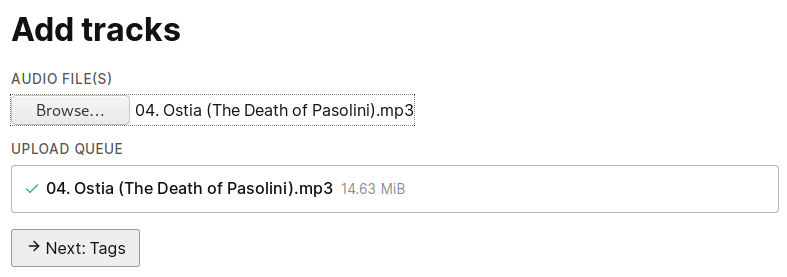 Add tracks
AUDIO FILE(S)
Browse... 04. Ostia (The Death of Pasolini).mp3
UPLOAD QUEUE
04. Ostia (The Death of Pasolini).mp3 14.63 MiB
Next: Tags